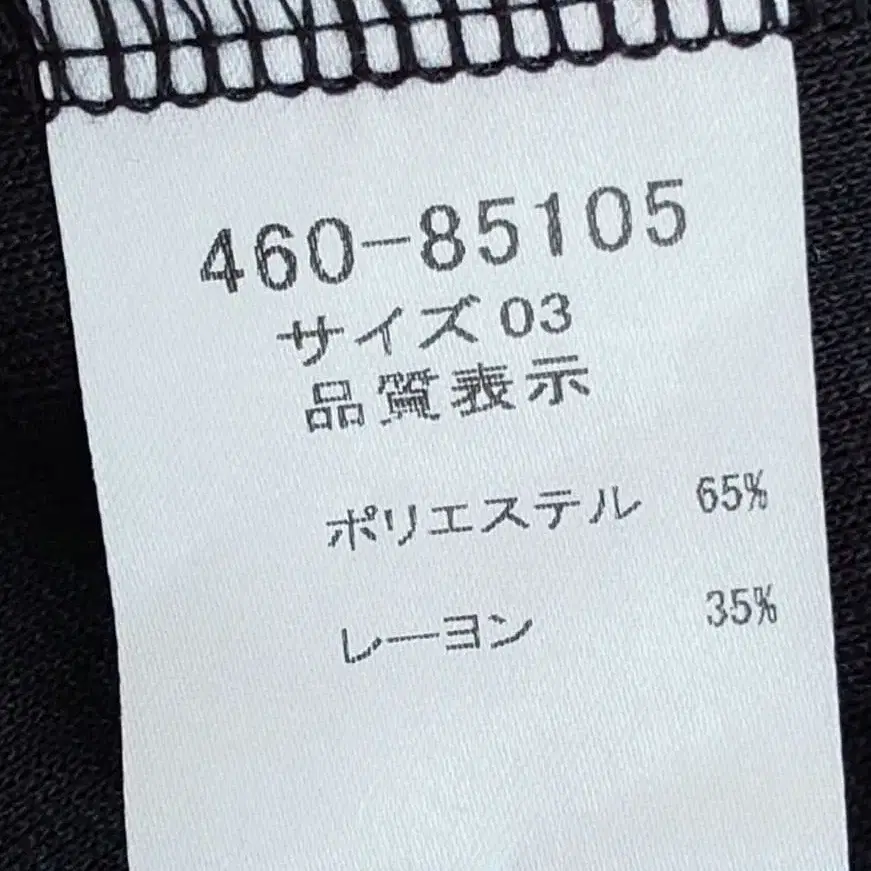 460-85105
サイズ03
品質表示
ポリエステル 65%
レーヨン 35%